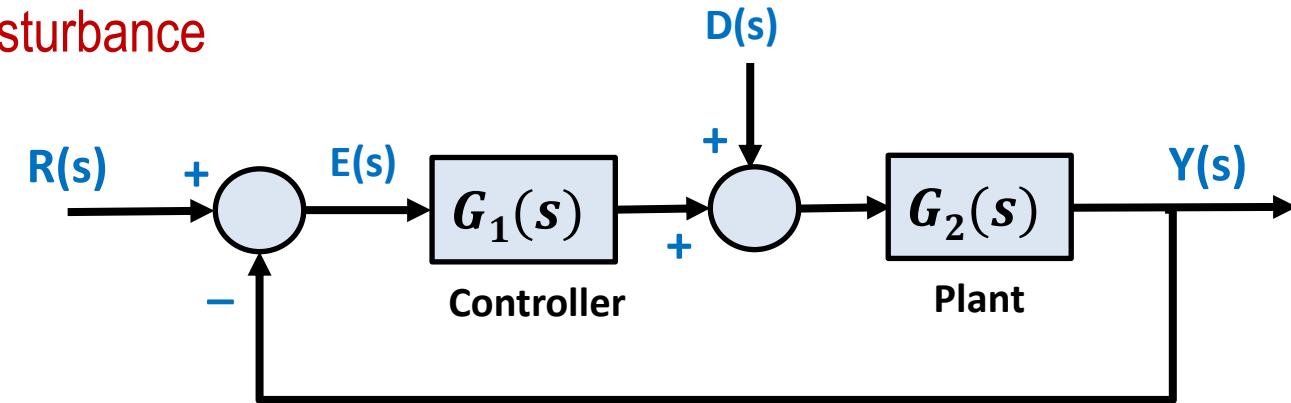 sturbance
D(s)
R(s) + E(s) G₁(s) + + G₂(s) Y(s)
−
Controller
Plant